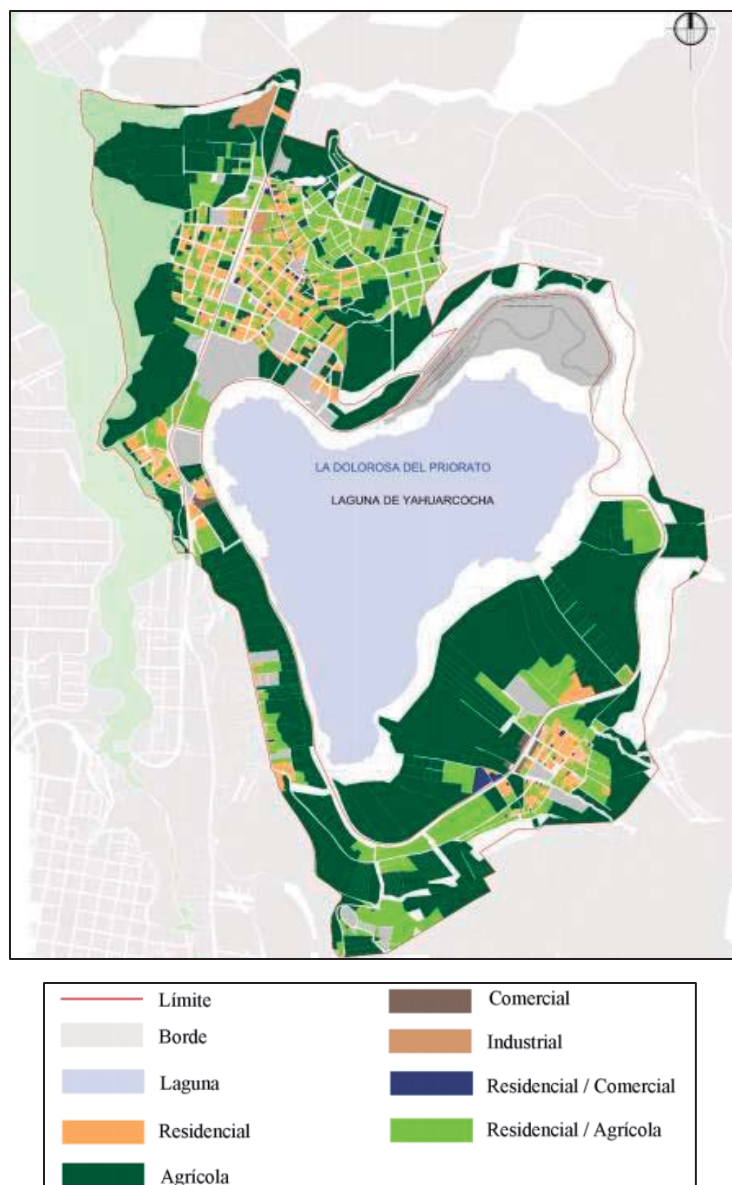 LA DOLOROSA DEL PRIORATO
LAGUNA DE YAHUARCOCHA
Límite
Borde
Laguna
Residencial
Agrícola
Comercial
Industrial
Residencial / Comercial
Residencial / Agrícola